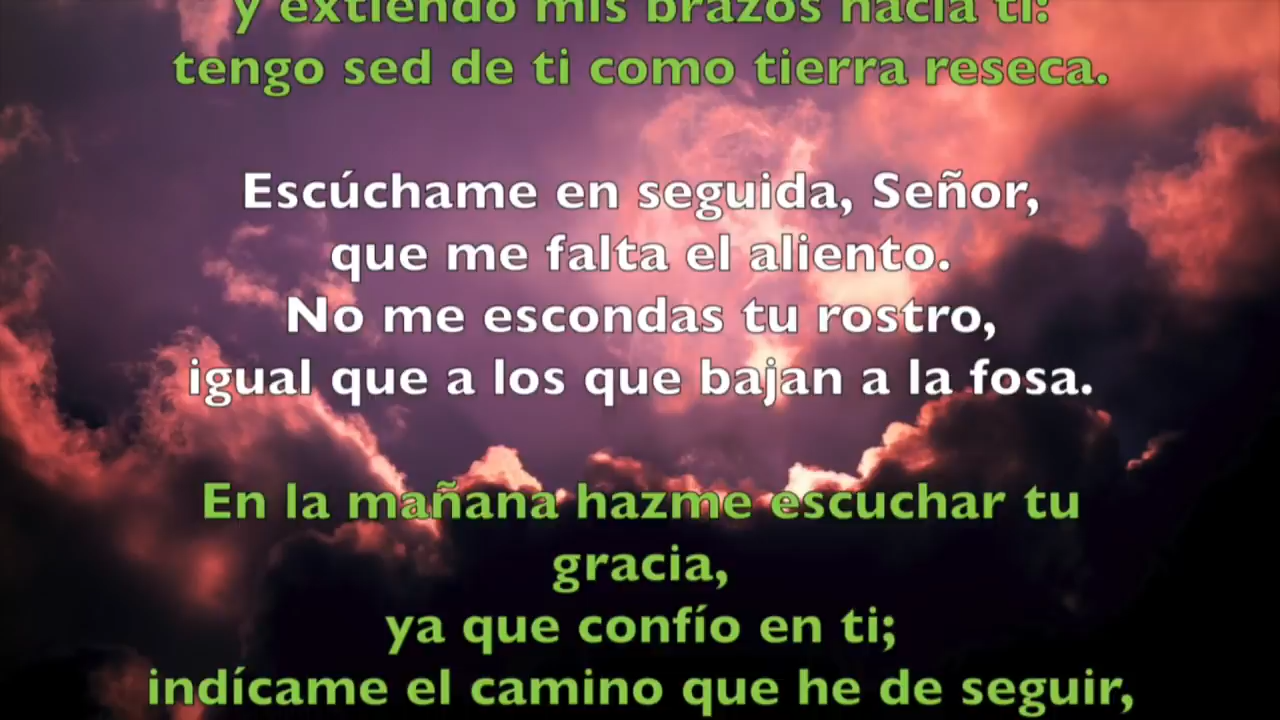 y extiendo mis brazos hacia ti:
tengo sed de ti como tierra reseca.
Escúchame en seguida, Señor,
que me falta el aliento.
No me escondas tu rostro,
igual que a los que bajan a la fosa.
En la mañana hazme escuchar tu
gracia,
ya que confío en ti;
indícame el camino que he de seguir,